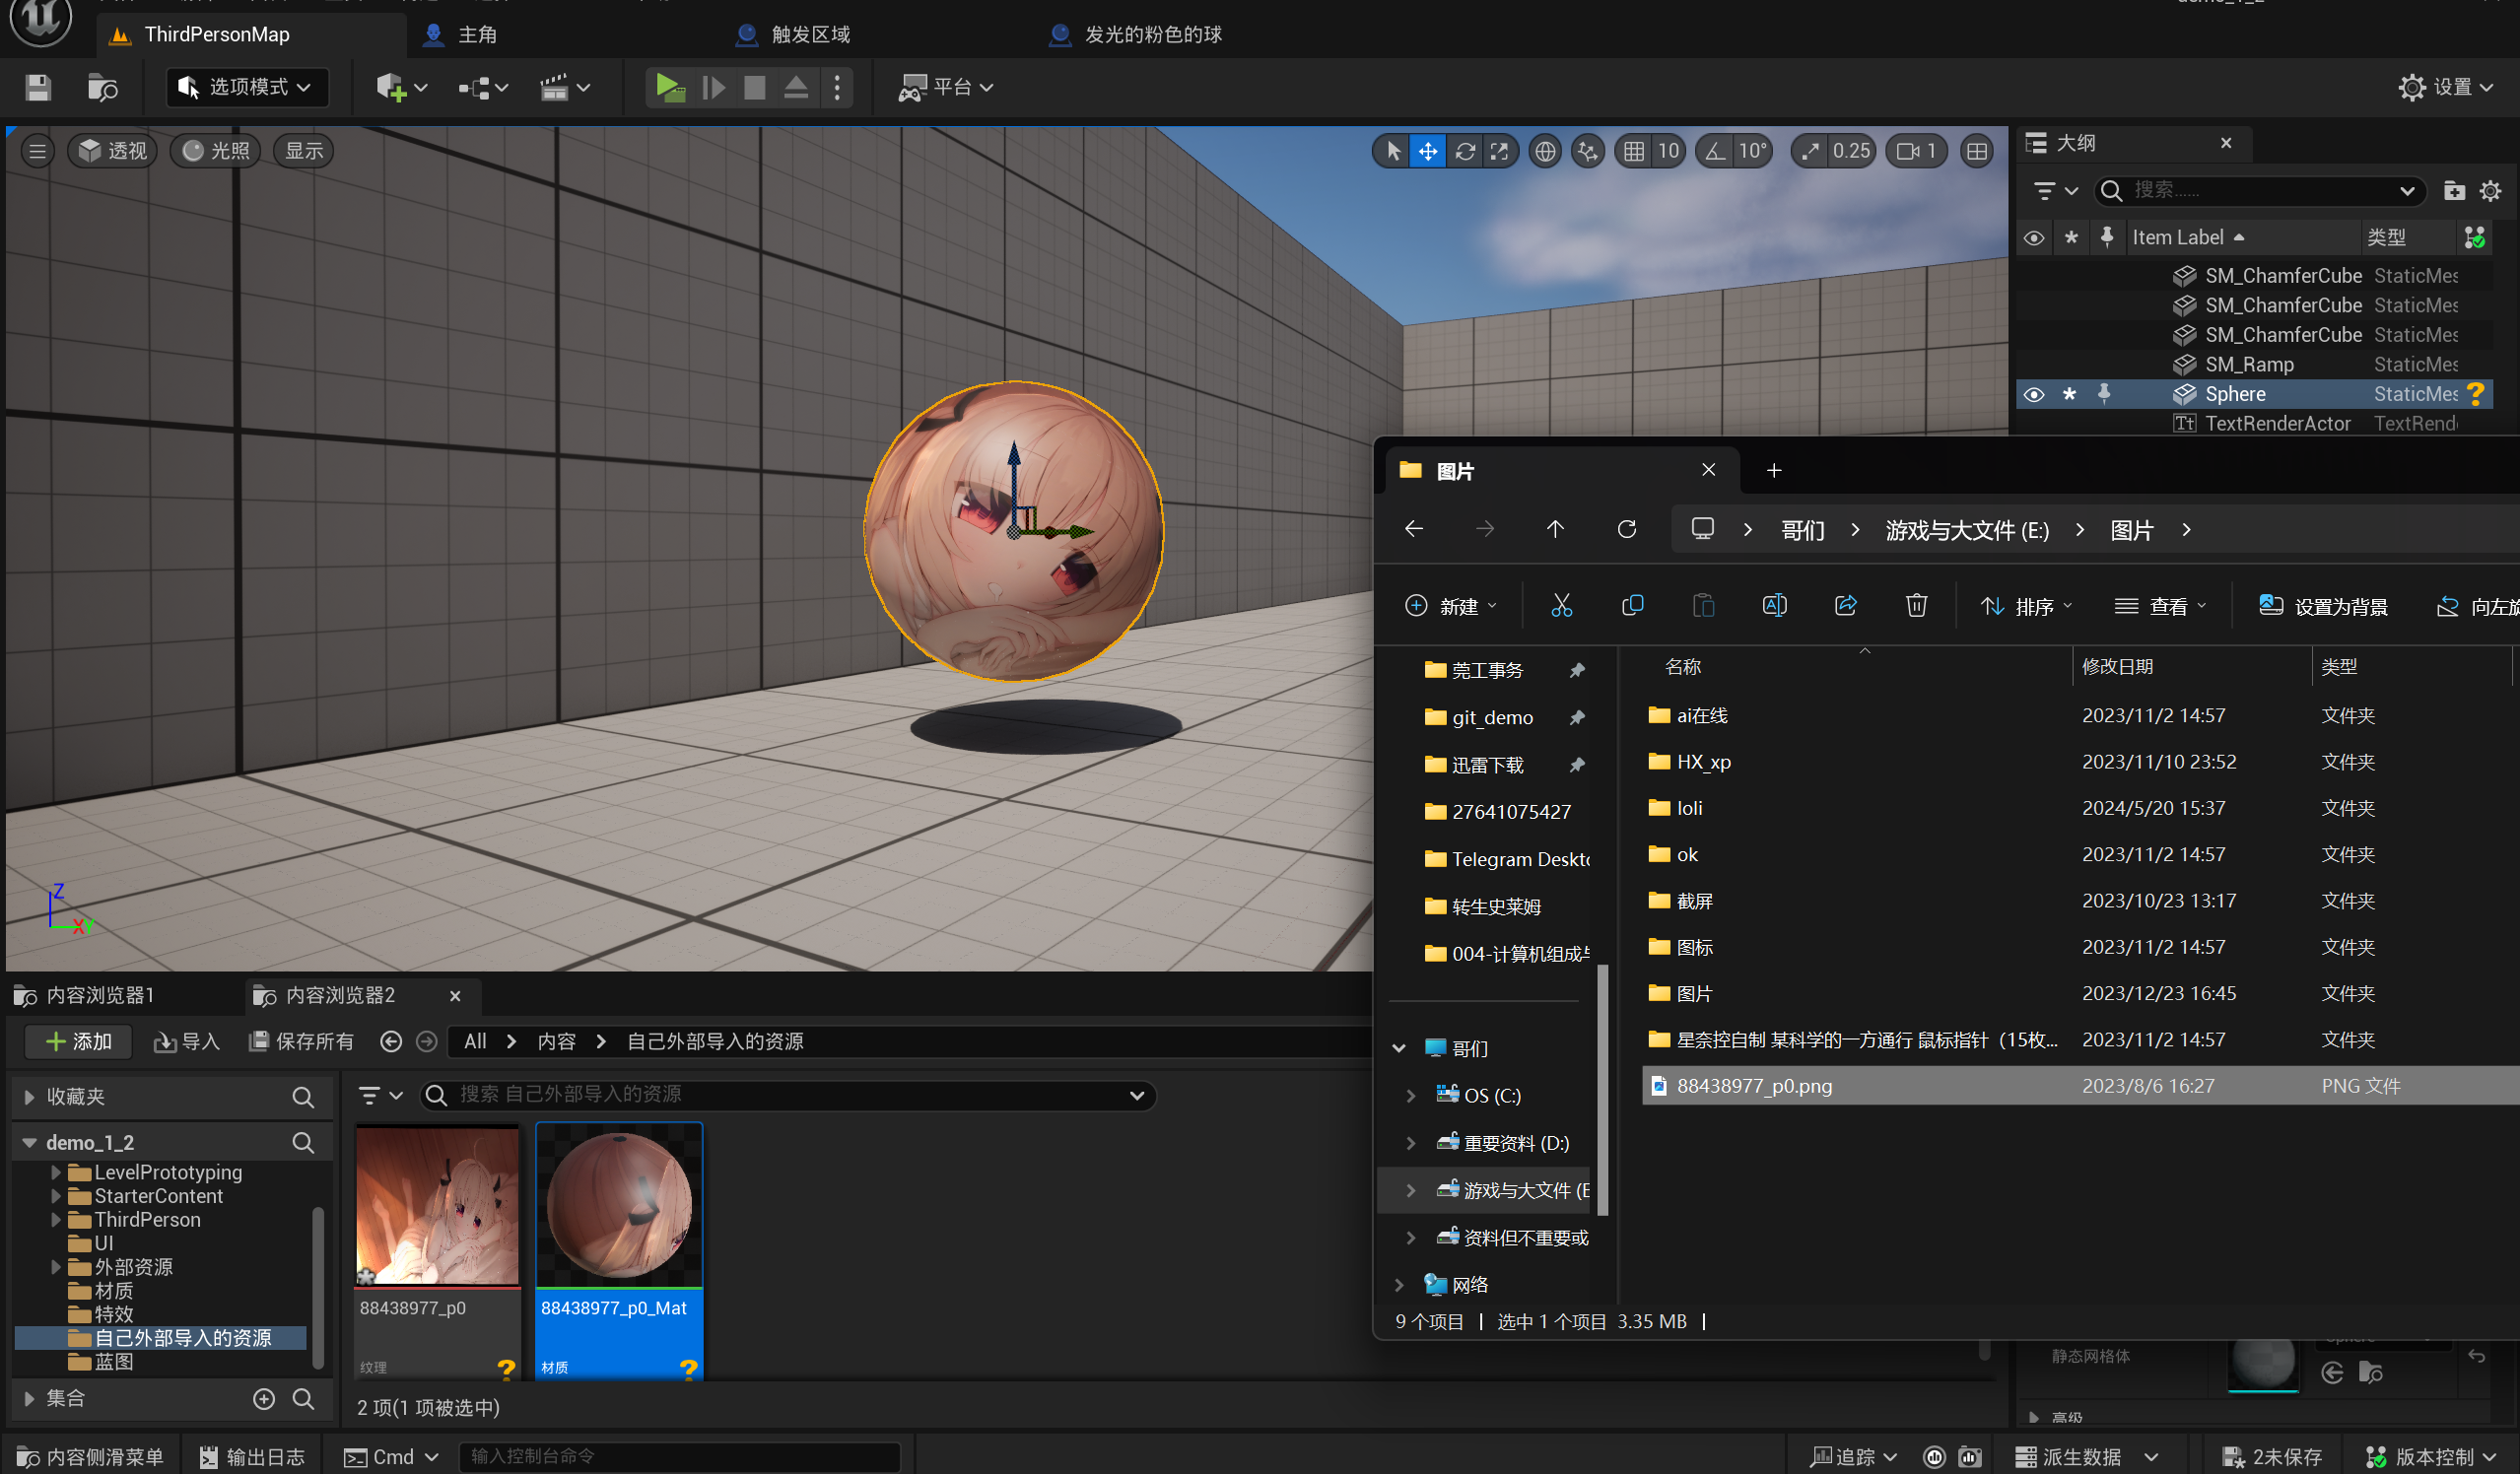 ThirdPersonMap
主角
触发区域
发光的粉色的球
选项模式
平台
设置
透视
光照
显示
10
10°
0.25
1
大纲
搜索......
Item Label
类型
SM_ChamferCube StaticMes
SM_ChamferCube StaticMes
SM_ChamferCube StaticMes
SM_Ramp StaticMes
Sphere StaticMes
TextRenderActor TextRend
图片
哥们
游戏与大文件 (E:)
图片
新建
排序
查看
设置为背景
向左旋
莞工事务
git_demo
迅雷下载
27641075427
Telegram Deskto
转生史莱姆
004-计算机组成与
哥们
OS (C:)
重要资料 (D:)
游戏与大文件 (E
资料但不重要或
网络
名称 修改日期 类型
ai在线 2023/11/2 14:57 文件夹
HX_xp 2023/11/10 23:52 文件夹
loli 2024/5/20 15:37 文件夹
ok 2023/11/2 14:57 文件夹
截屏 2023/10/23 13:17 文件夹
图标 2023/11/2 14:57 文件夹
图片 2023/12/23 16:45 文件夹
星奈控自制 某科学的一方通行 鼠标指针（15枚... 2023/11/2 14:57 文件夹
88438977_p0.png 2023/8/6 16:27 PNG 文件
9 个项目 选中 1 个项目 3.35 MB
Z
X
Y
内容浏览器1
内容浏览器2
添加
导入
保存所有
All
内容
自己外部导入的资源
收藏夹
demo_1_2
LevelPrototyping
StarterContent
ThirdPerson
UI
外部资源
材质
特效
自己外部导入的资源
蓝图
集合
搜索 自己外部导入的资源
88438977_p0
纹理
88438977_p0_Mat
材质
2 项(1 项被选中)
静态网格体
高级
内容侧滑菜单
输出日志
Cmd
输入控制台命令
追踪
派生数据
2未保存
版本控制